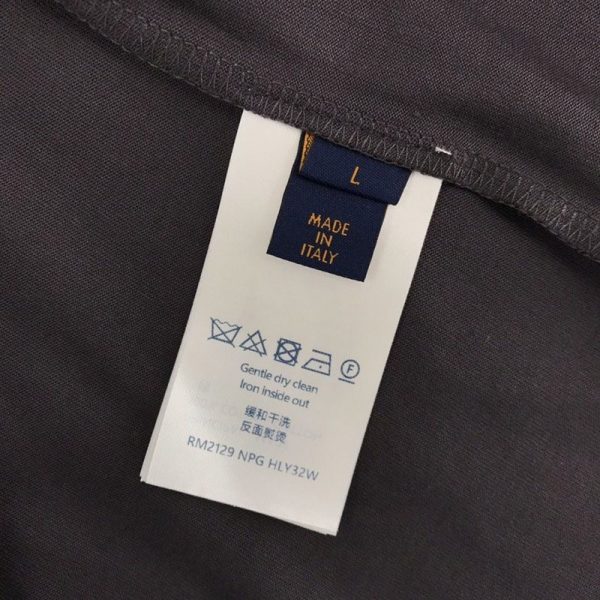 L
MADE
IN
ITALY
F
Gentle dry clean
Iron inside out
缓和干洗
反面熨烫
RM2129 NPG HLY32W